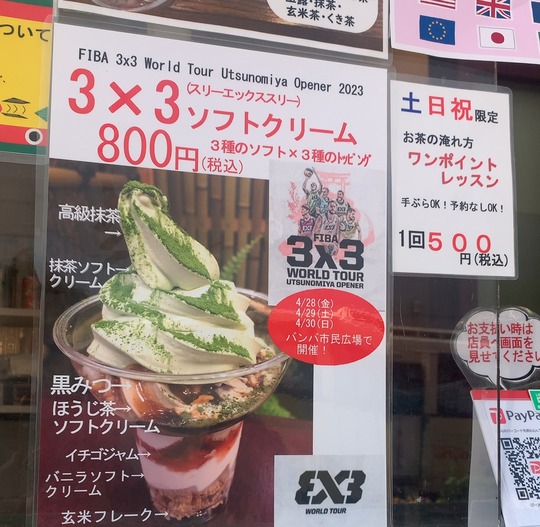 玉露・抹茶・
玄米茶・くき茶
ついて
FIBA 3x3 World Tour Utsunomiya Opener 2023
3×3(スリーエックススリー)
ソフトクリーム
800円(税込)
3種のソフト×3種のトッピング
高級抹茶
→
抹茶ソフト→
クリーム
黒みつ→
ほうじ茶→
ソフトクリーム
イチゴジャム→
バニラソフト→
クリーム
玄米フレーク→
FIBA
3x3
WORLD TOUR
UTSUNOMIYA OPENER
4/28(金)
4/29(土)
4/30(日)
バンバ市民広場で
開催!
3X3
WORLD TOUR
土日祝限定
お茶の淹れ方
ワンポイント
レッスン
手ぶらOK!予約なしOK!
1回500
円(税込)
お支払い時は
店員へ画面を
見せてください
PayPa